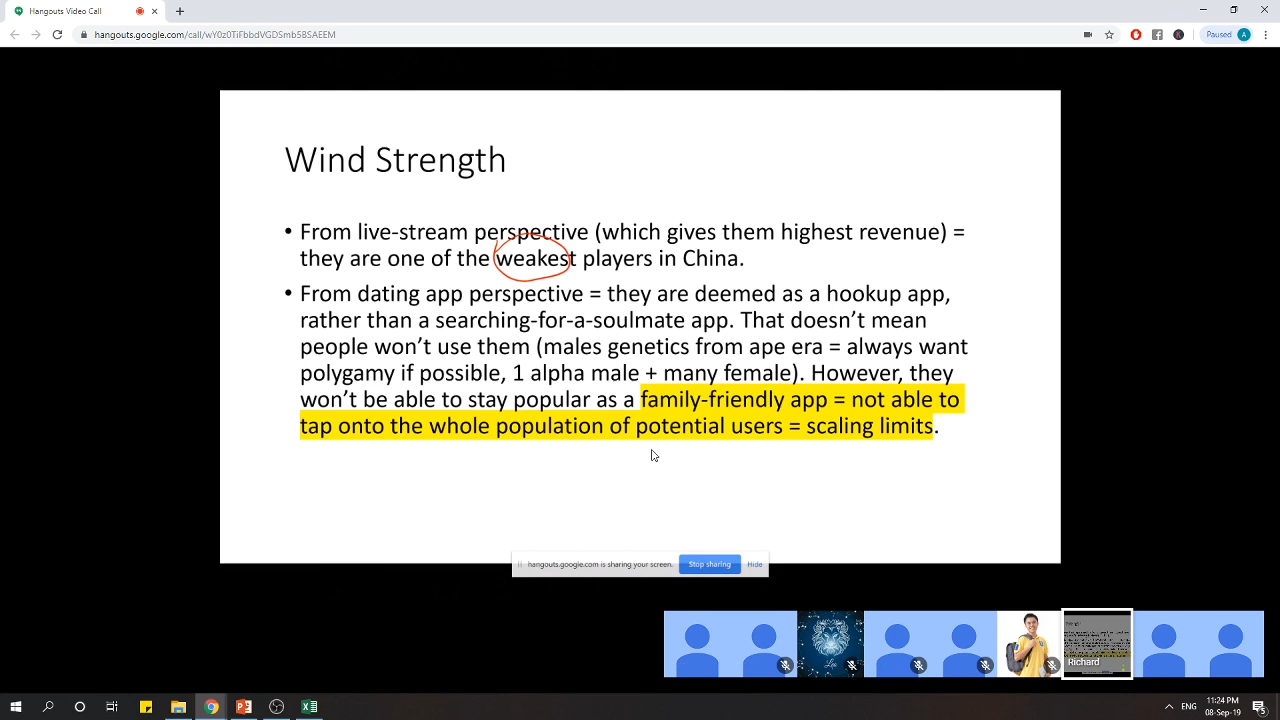 Hangouts Video Call
hangouts.google.com/call/wY0z0TiFbbdVGDSmb5BSAEEM
Paused
A
Wind Strength
• From live-stream perspective (which gives them highest revenue) =
they are one of the weakest players in China.
• From dating app perspective = they are deemed as a hookup app,
rather than a searching-for-a-soulmate app. That doesn’t mean
people won’t use them (males genetics from ape era = always want
polygamy if possible, 1 alpha male + many female). However, they
won’t be able to stay popular as a family-friendly app = not able to
tap onto the whole population of potential users = scaling limits.
hangouts.google.com is sharing your screen.
Stop sharing
Hide
Richard
ENG
11:24 PM
08-Sep-19